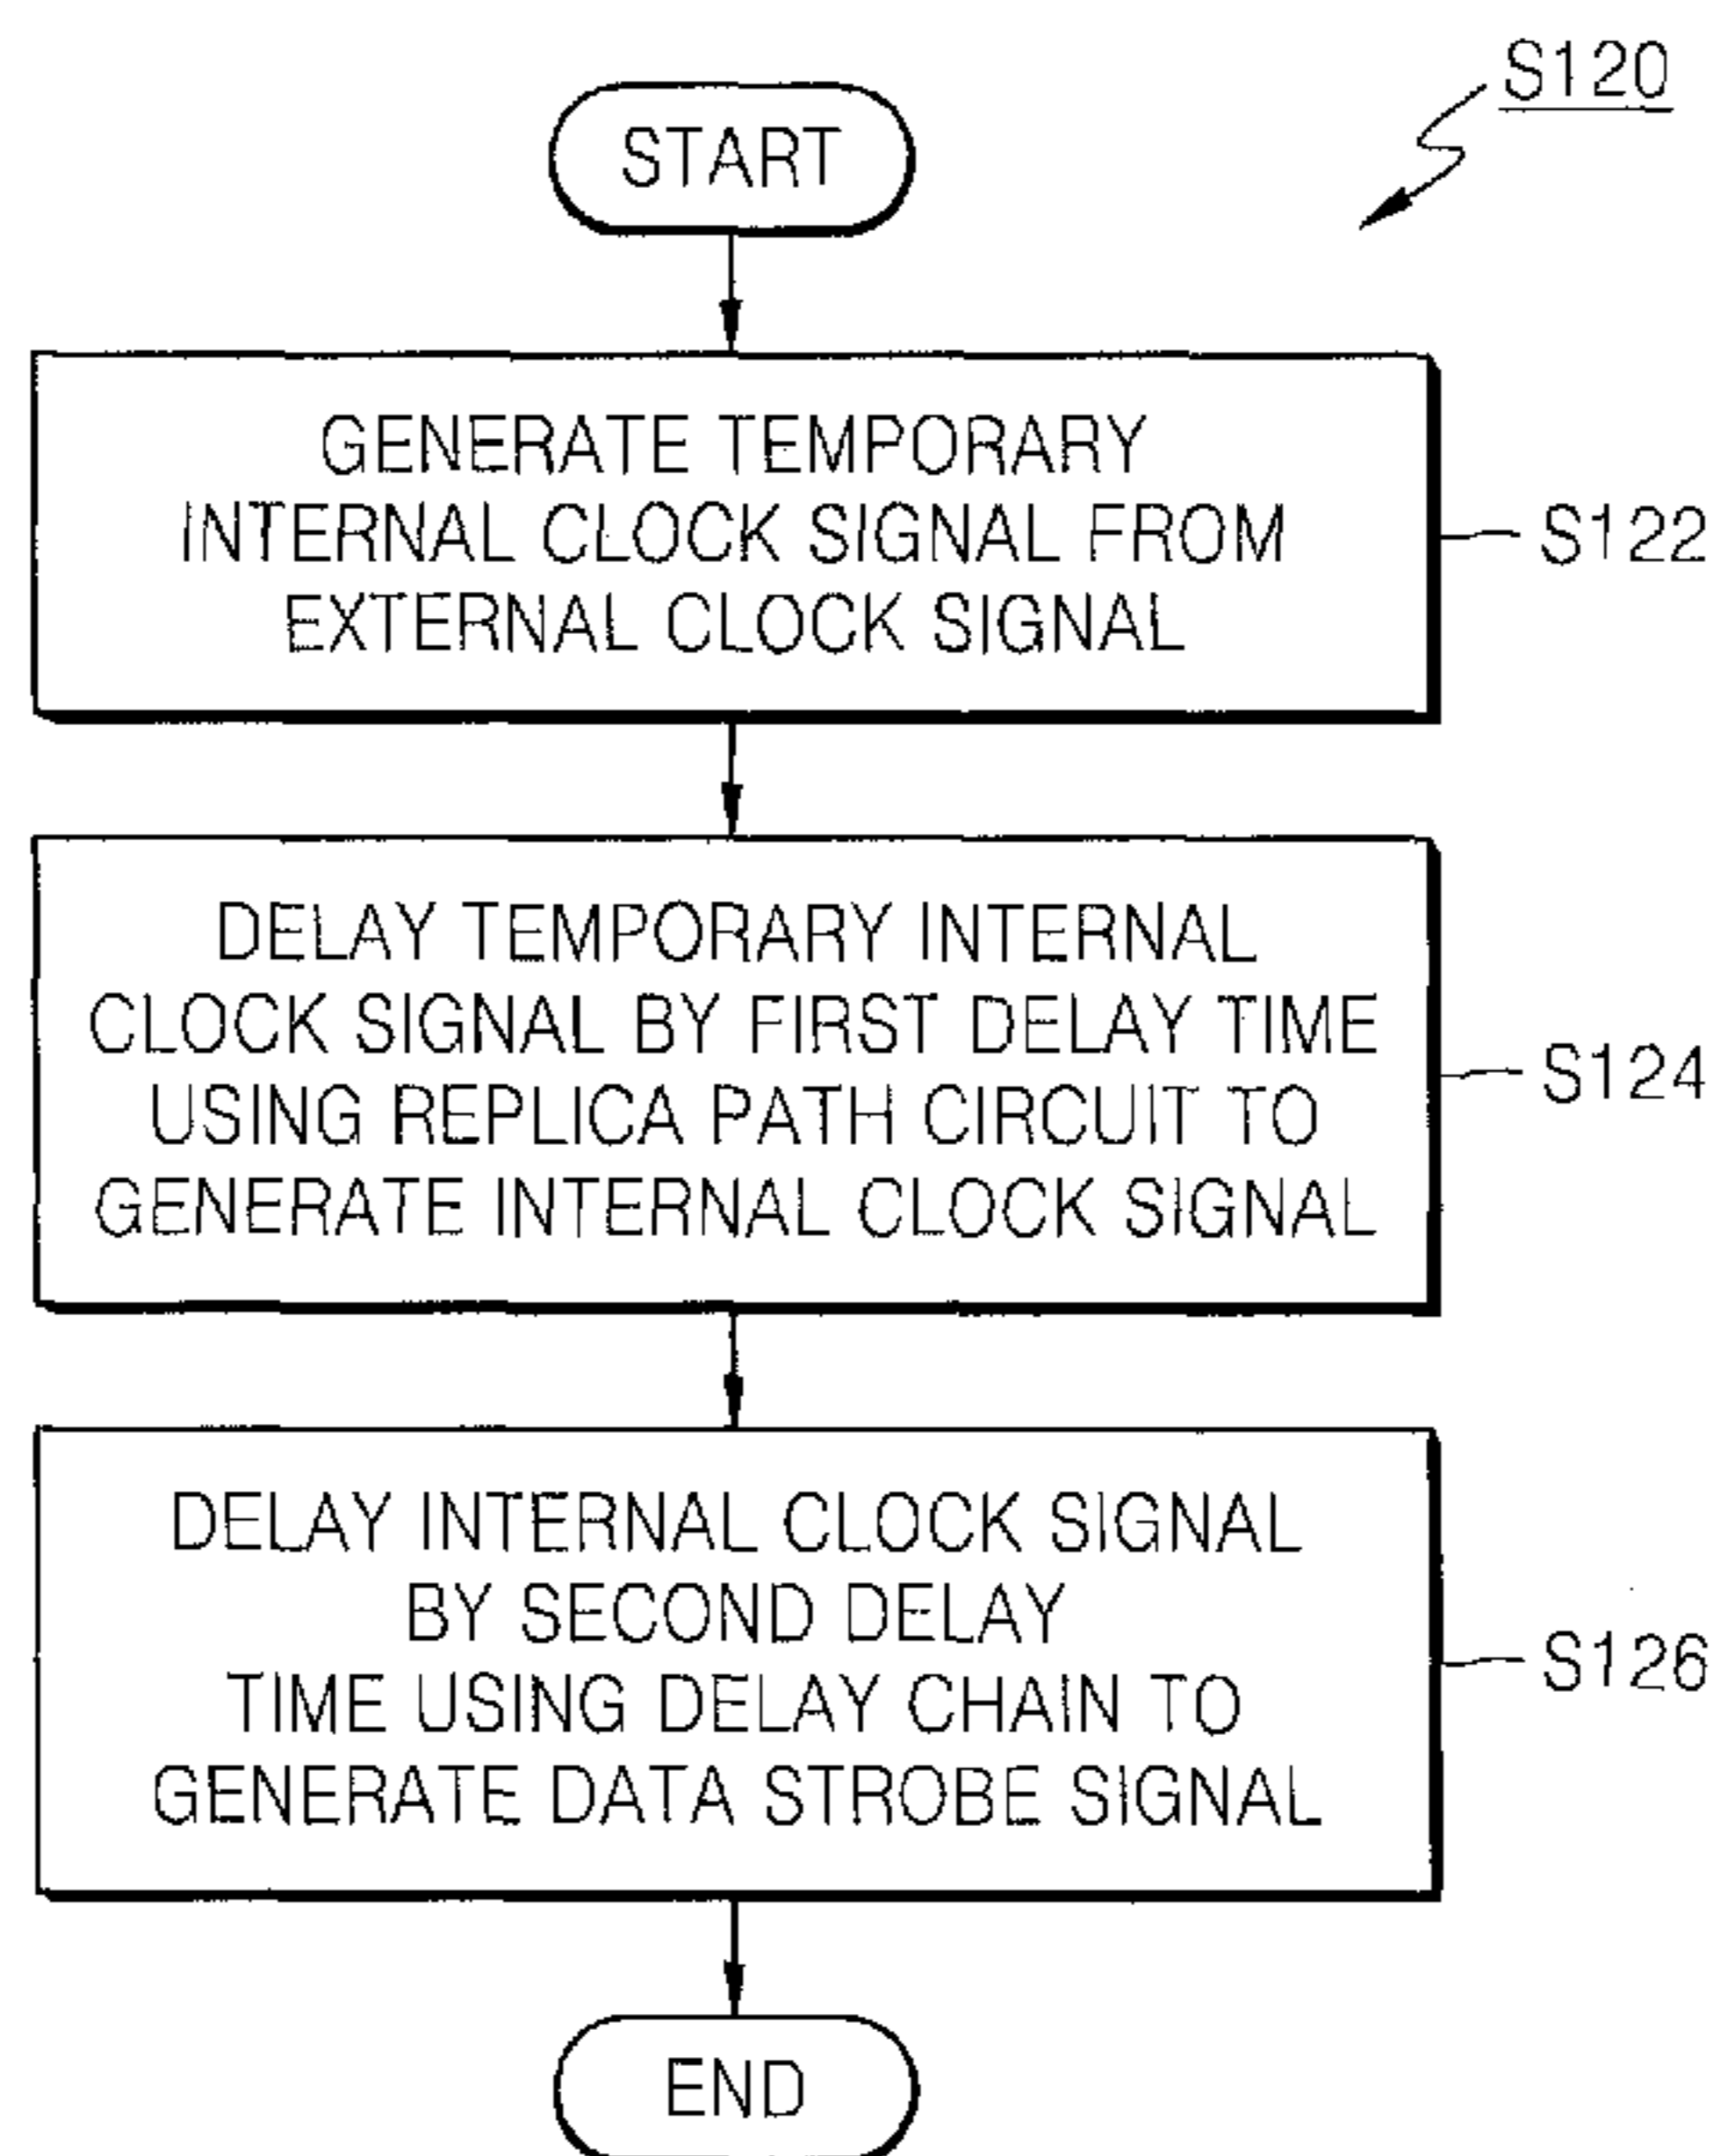 S120
START
GENERATE TEMPORARY
INTERNAL CLOCK SIGNAL FROM
EXTERNAL CLOCK SIGNAL
S122
DELAY TEMPORARY INTERNAL
CLOCK SIGNAL BY FIRST DELAY TIME
USING REPLICA PATH CIRCUIT TO
GENERATE INTERNAL CLOCK SIGNAL
S124
DELAY INTERNAL CLOCK SIGNAL
BY SECOND DELAY
TIME USING DELAY CHAIN TO
GENERATE DATA STROBE SIGNAL
S126
END